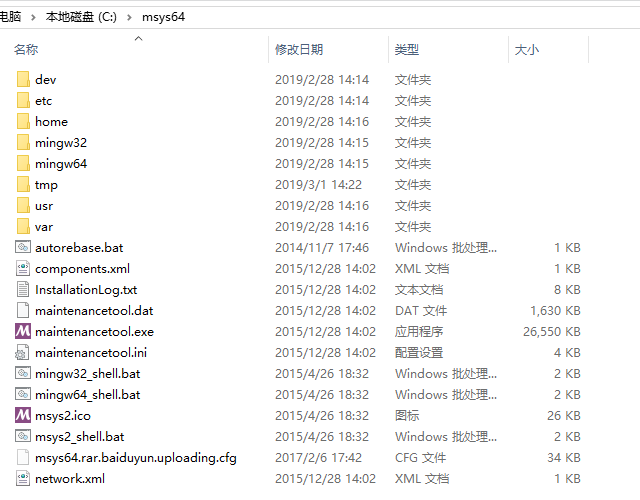 电脑 › 本地磁盘 (C:) › msys64
名称 修改日期 类型 大小
dev 2019/2/28 14:14 文件夹
etc 2019/2/28 14:14 文件夹
home 2019/2/28 14:16 文件夹
mingw32 2019/2/28 14:15 文件夹
mingw64 2019/2/28 14:15 文件夹
tmp 2019/3/1 14:22 文件夹
usr 2019/2/28 14:16 文件夹
var 2019/2/28 14:16 文件夹
autorebase.bat 2014/11/7 17:46 Windows 批处理... 1 KB
components.xml 2015/12/28 14:02 XML 文档 1 KB
InstallationLog.txt 2015/12/28 14:02 文本文档 8 KB
maintenancetool.dat 2015/12/28 14:02 DAT 文件 1,630 KB
maintenancetool.exe 2015/12/28 14:02 应用程序 26,550 KB
maintenancetool.ini 2015/12/28 14:02 配置设置 4 KB
mingw32_shell.bat 2015/4/26 18:32 Windows 批处理... 2 KB
mingw64_shell.bat 2015/4/26 18:32 Windows 批处理... 2 KB
msys2.ico 2015/4/26 18:32 图标 26 KB
msys2_shell.bat 2015/4/26 18:32 Windows 批处理... 2 KB
msys64.rar.baiduyun.uploading.cfg 2017/2/6 17:42 CFG 文件 34 KB
network.xml 2015/12/28 14:02 XML 文档 1 KB